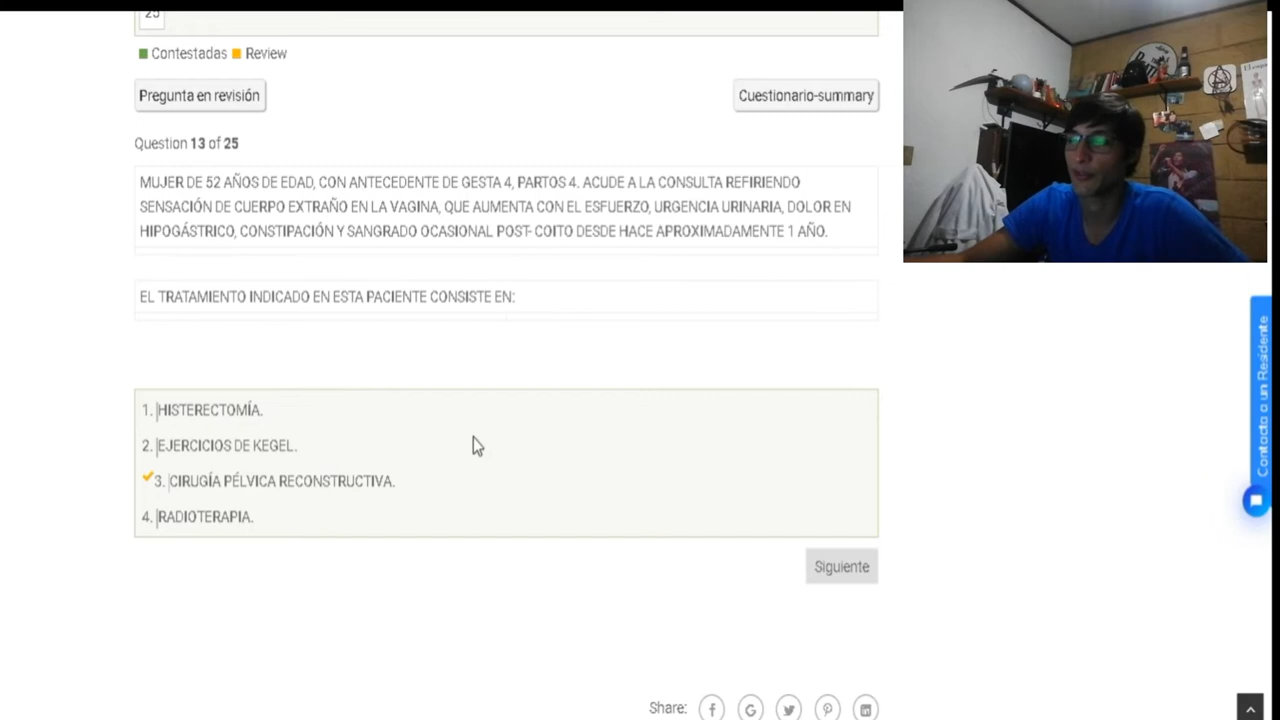 25
Contestadas Review
Pregunta en revisión
Cuestionario-summary
Question 13 of 25
MUJER DE 52 AÑOS DE EDAD, CON ANTECEDENTE DE GESTA 4, PARTOS 4. ACUDE A LA CONSULTA REFIRIENDO
SENSACIÓN DE CUERPO EXTRAÑO EN LA VAGINA, QUE AUMENTA CON EL ESFUERZO, URGENCIA URINARIA, DOLOR EN
HIPOGÁSTRICO, CONSTIPACIÓN Y SANGRADO OCASIONAL POST- COITO DESDE HACE APROXIMADAMENTE 1 AÑO.
EL TRATAMIENTO INDICADO EN ESTA PACIENTE CONSISTE EN:
1. HISTERECTOMÍA.
2. EJERCICIOS DE KEGEL.
3. CIRUGÍA PÉLVICA RECONSTRUCTIVA.
4. RADIOTERAPIA.
Siguiente
Contacta a un Residente
Share: